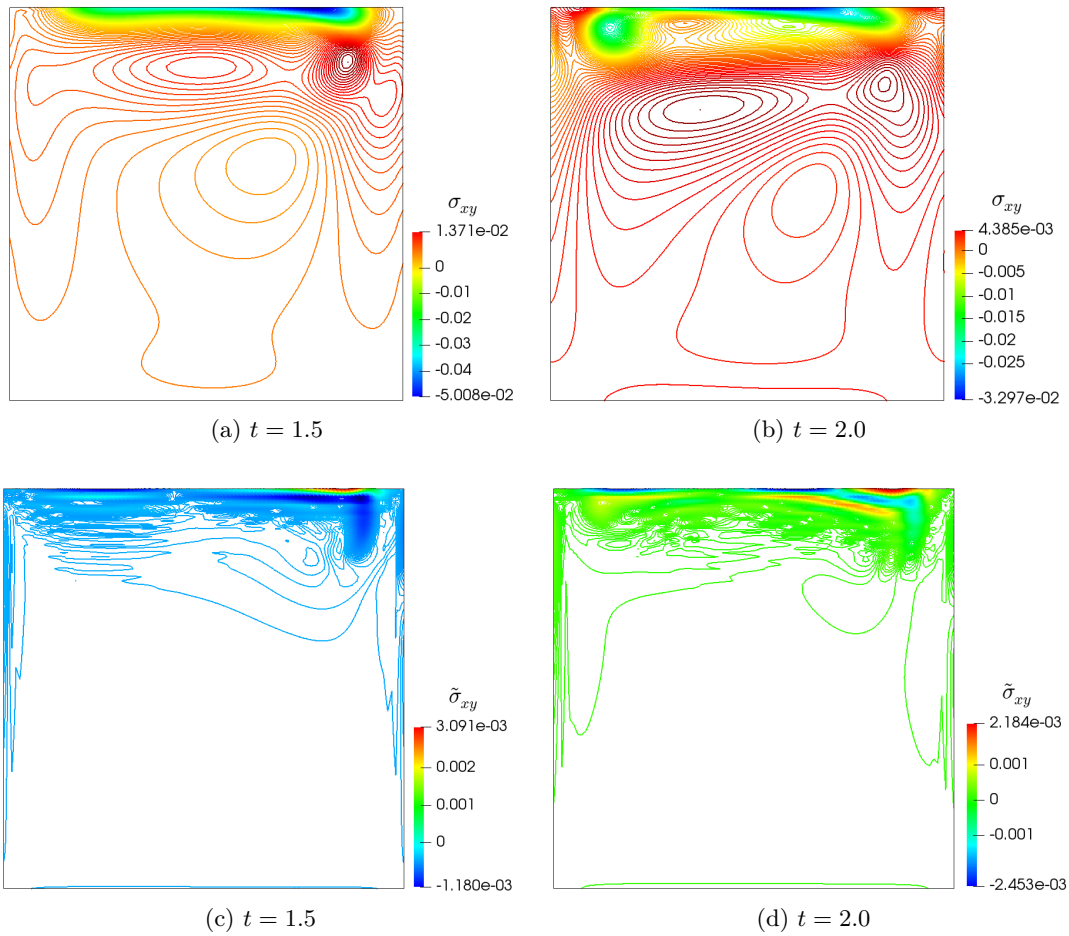 σxy
1.371e-02
0
-0.01
-0.02
-0.03
-0.04
-5.008e-02
(a) t = 1.5
σxy
4.385e-03
0
-0.005
-0.01
-0.015
-0.02
-0.025
-3.297e-02
(b) t = 2.0
σ̃xy
3.091e-03
0.002
0.001
0
-1.180e-03
(c) t = 1.5
σ̃xy
2.184e-03
0.001
0
-0.001
-2.453e-03
(d) t = 2.0